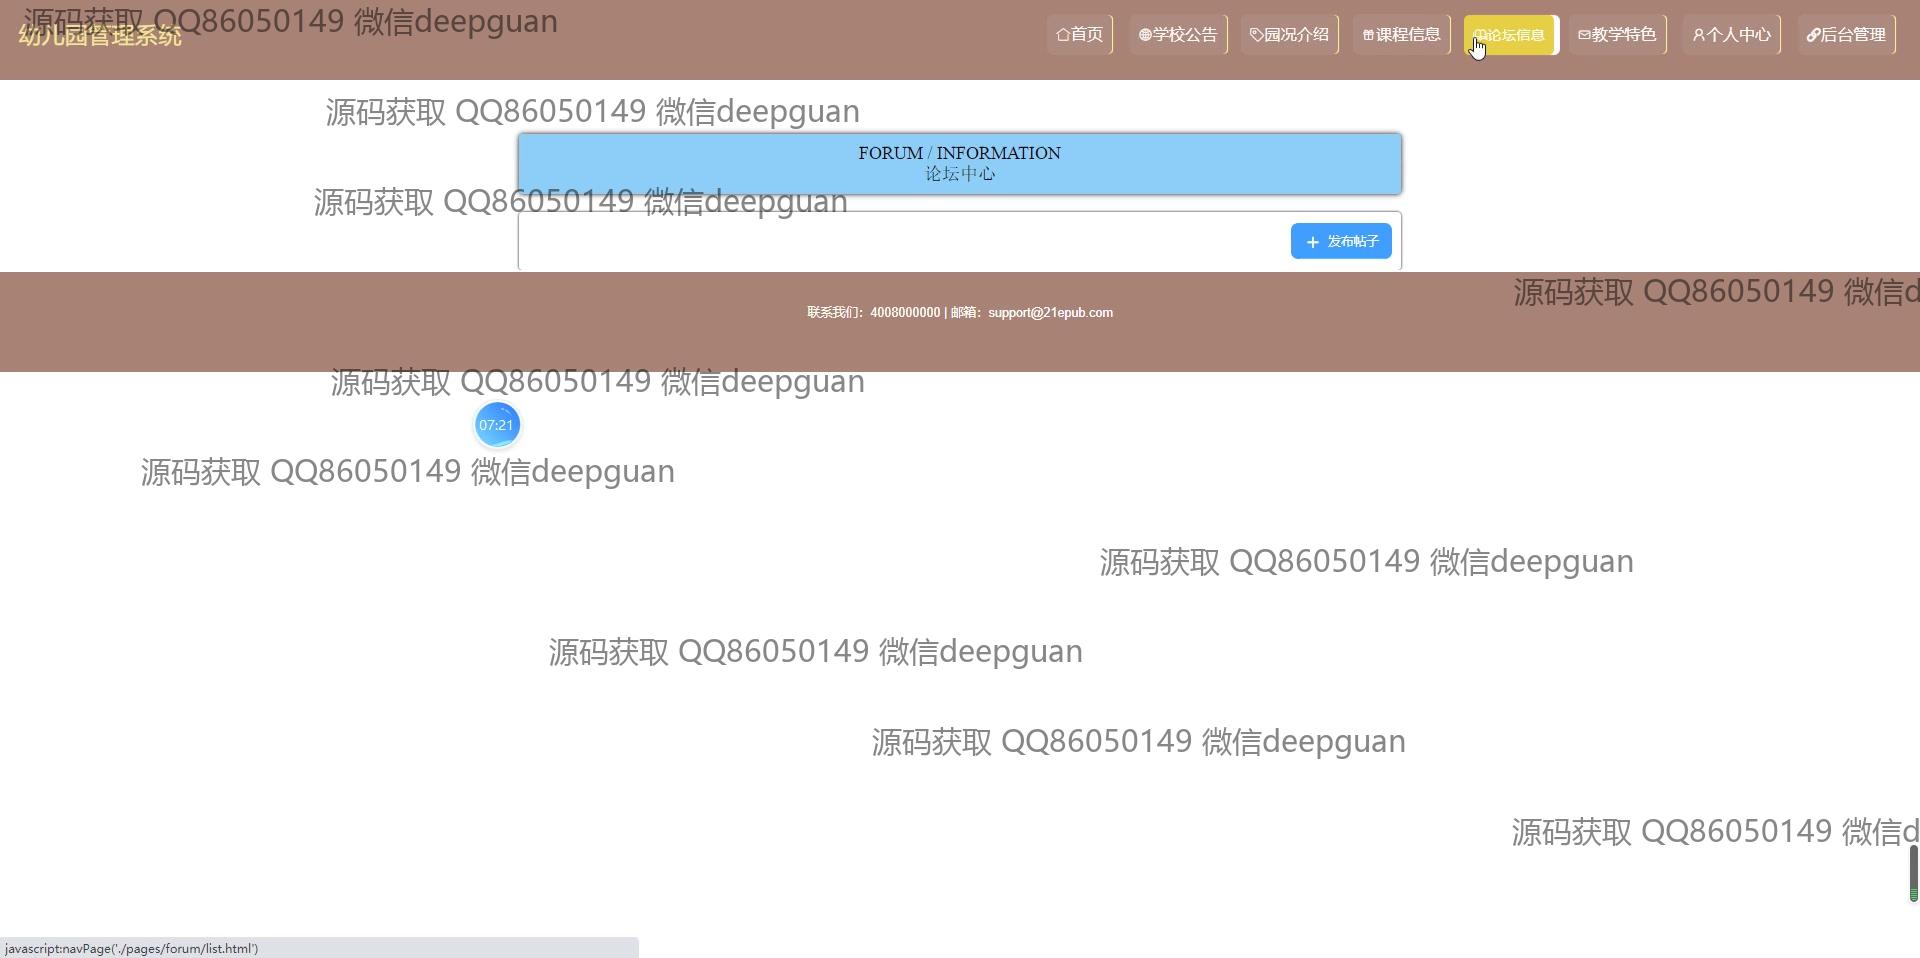 源码获取 QQ86050149 微信deepguan
幼儿园管理系统
首页
学校公告
园况介绍
课程信息
论坛信息
教学特色
个人中心
后台管理
源码获取 QQ86050149 微信deepguan
FORUM / INFORMATION
论坛中心
源码获取 QQ86050149 微信deepguan
发布帖子
源码获取 QQ86050149 微信d
联系我们：4008000000 | 邮箱：support@21epub.com
源码获取 QQ86050149 微信deepguan
07:21
源码获取 QQ86050149 微信deepguan
源码获取 QQ86050149 微信deepguan
源码获取 QQ86050149 微信deepguan
源码获取 QQ86050149 微信deepguan
源码获取 QQ86050149 微信d
javascript:navPage('./pages/forum/list.html')